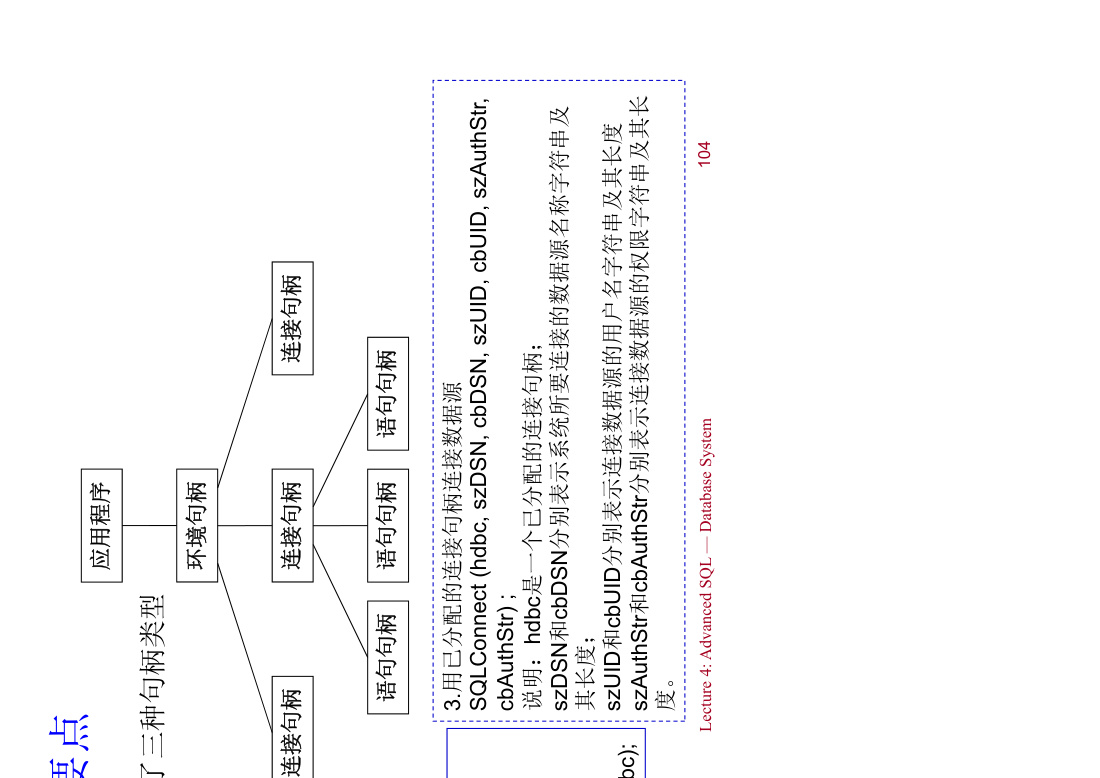 要点
了三种句柄类型
应用程序
环境句柄
连接句柄
连接句柄
连接句柄
语句句柄
语句句柄
语句句柄
bc);
3.用已分配的连接句柄连接数据源
SQLConnect (hdbc, szDSN, cbDSN, szUID, cbUID, szAuthStr,
cbAuthStr) ;
说明：hdbc是一个已分配的连接句柄；
szDSN和cbDSN分别表示系统所要连接的数据源名称字符串及
其长度；
szUID和cbUID分别表示连接数据源的用户名字符串及其长度
szAuthStr和cbAuthStr分别表示连接数据源的权限字符串及其长
度。
Lecture 4: Advanced SQL — Database System
104